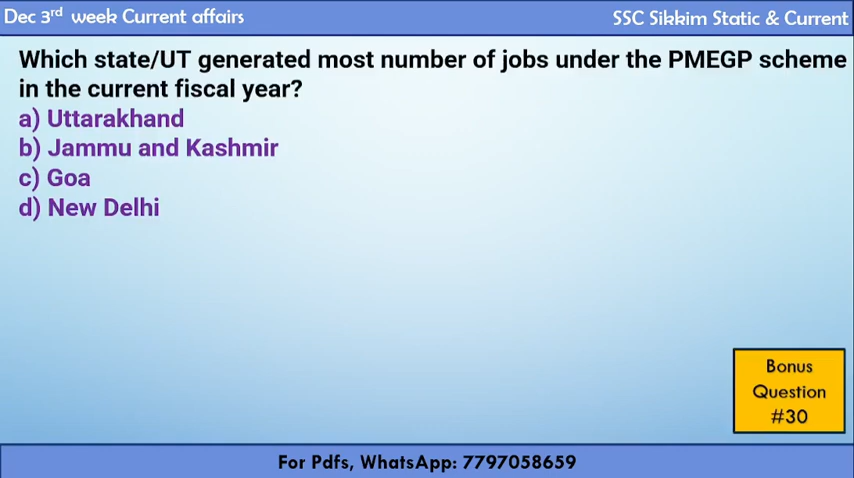 Dec 3rd week Current affairs
SSC Sikkim Static & Current
Which state/UT generated most number of jobs under the PMEGP scheme
in the current fiscal year?
a) Uttarakhand
b) Jammu and Kashmir
c) Goa
d) New Delhi
Bonus
Question
#30
For Pdfs, WhatsApp: 7797058659